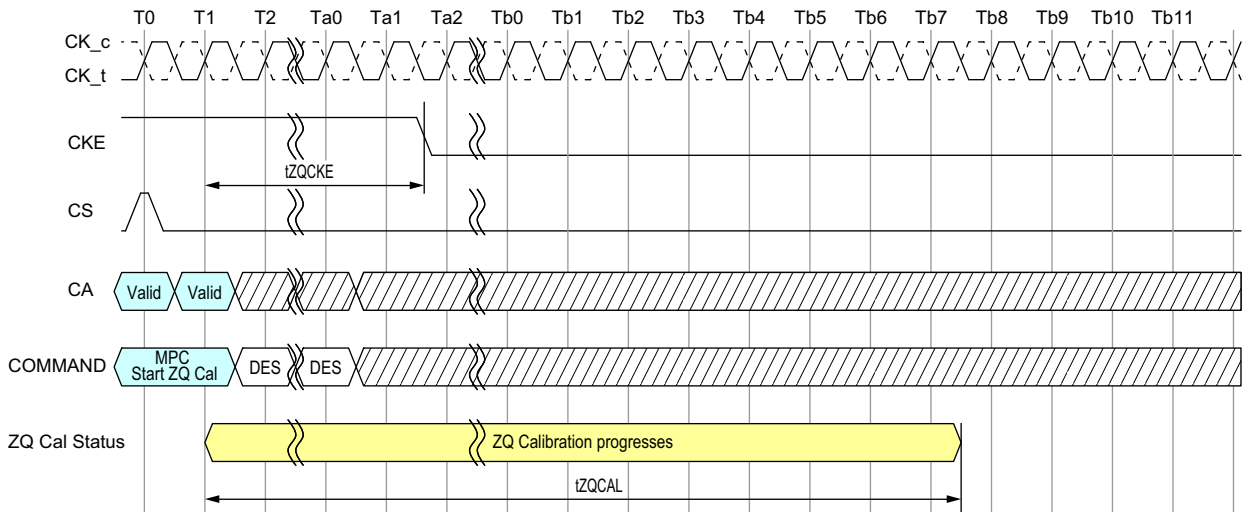 T0 T1 T2 Ta0 Ta1 Ta2 Tb0 Tb1 Tb2 Tb3 Tb4 Tb5 Tb6 Tb7 Tb8 Tb9 Tb10 Tb11
CK_c
CK_t
CKE
tZQCKE
CS
CA Valid Valid
COMMAND MPC
Start ZQ Cal DES DES
ZQ Cal Status ZQ Calibration progresses
tZQCAL